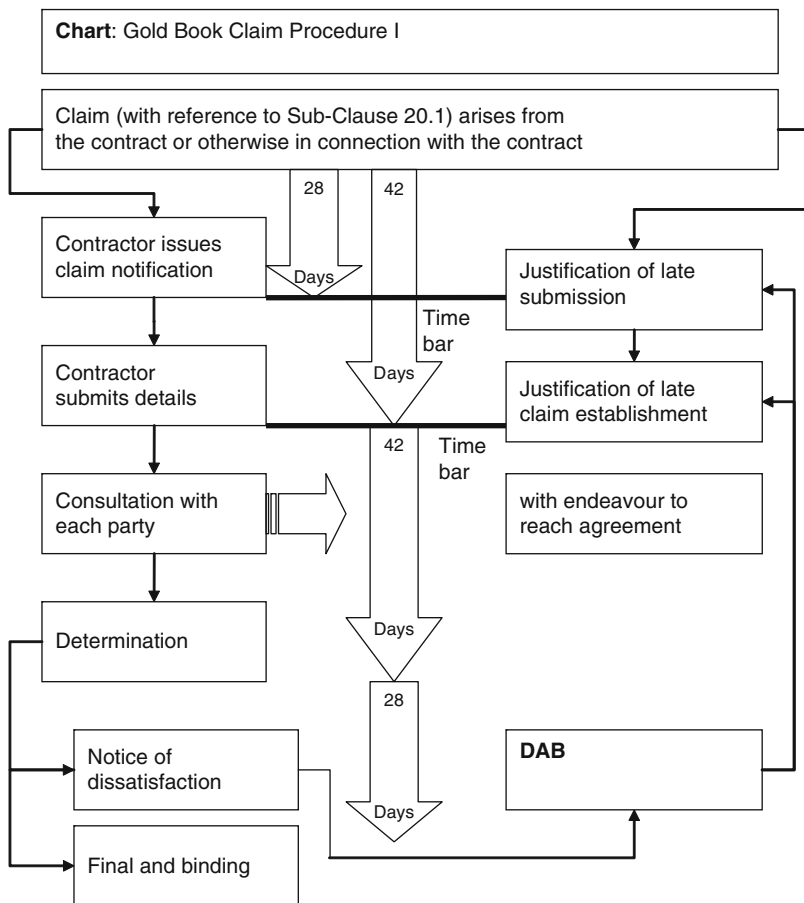 Chart: Gold Book Claim Procedure I
Claim (with reference to Sub-Clause 20.1) arises from
the contract or otherwise in connection with the contract
28
42
Contractor issues
claim notification
Days
Justification of late
submission
Time
bar
Contractor
submits details
Days
Justification of late
claim establishment
42
Time
bar
Consultation with
each party
with endeavour to
reach agreement
Determination
Days
28
Notice of
dissatisfaction
DAB
Days
Final and binding